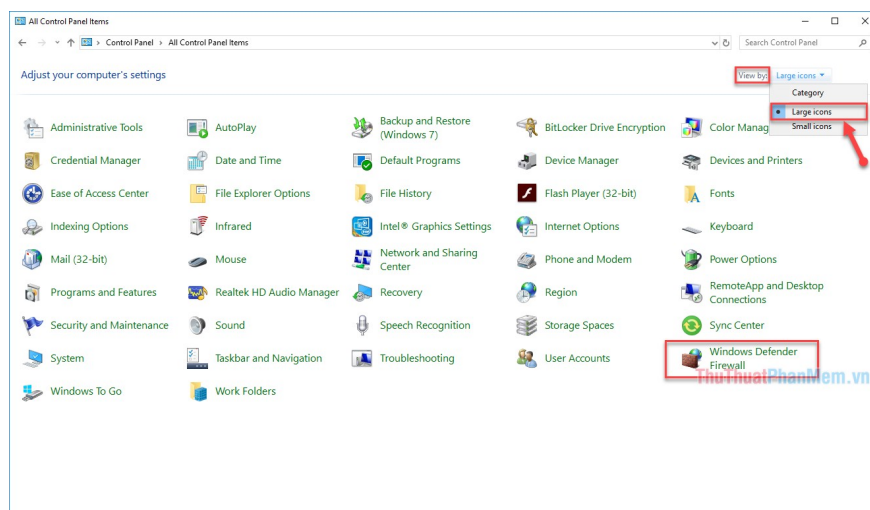 All Control Panel Items
Control Panel > All Control Panel Items
Search Control Panel
Adjust your computer's settings
View by: Large icons
Category
Large icons
Small icons
Administrative Tools
AutoPlay
Backup and Restore
(Windows 7)
BitLocker Drive Encryption
Color Manag
Credential Manager
Date and Time
Default Programs
Device Manager
Devices and Printers
Ease of Access Center
File Explorer Options
File History
Flash Player (32-bit)
Fonts
Indexing Options
Infrared
Intel® Graphics Settings
Internet Options
Keyboard
Mail (32-bit)
Mouse
Network and Sharing
Center
Phone and Modem
Power Options
Programs and Features
Realtek HD Audio Manager
Recovery
Region
RemoteApp and Desktop
Connections
Security and Maintenance
Sound
Speech Recognition
Storage Spaces
Sync Center
System
Taskbar and Navigation
Troubleshooting
User Accounts
Windows Defender
Firewall
ThuThuatPhanMem.vn
Windows To Go
Work Folders